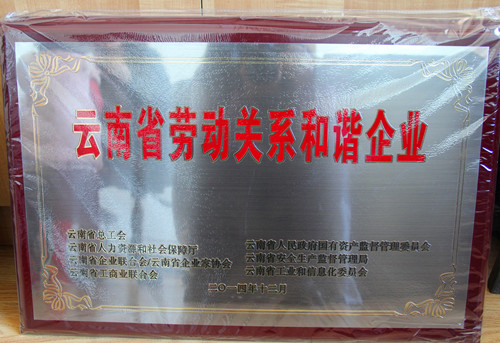 云南省劳动关系和谐企业
云南省总工会
云南省人力资源和社会保障厅
云南省企业联合会/云南省企业家协会
云南省工商业联合会
云南省人民政府国有资产监督管理委员会
云南省安全生产监督管理局
云南省工业和信息化委员会
二〇一四年十二月